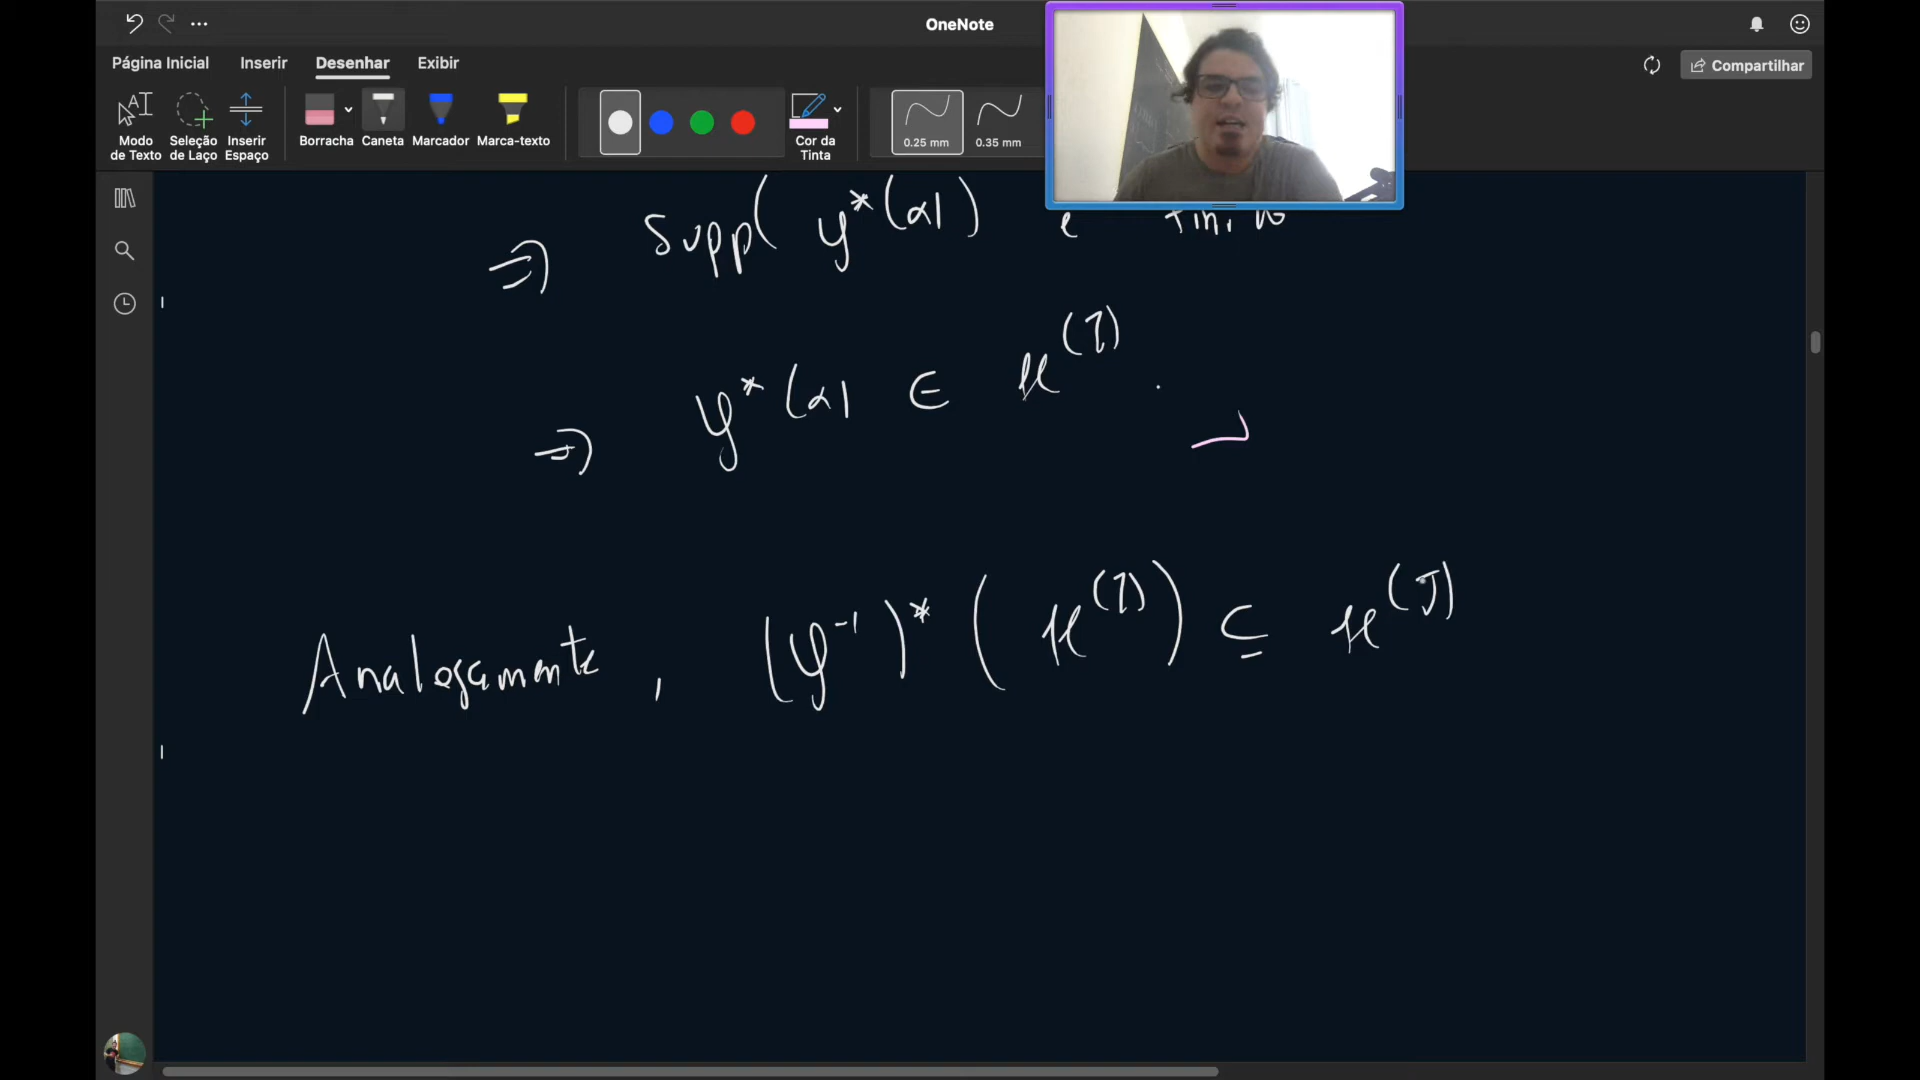 OneNote
Página Inicial Inserir Desenhar Exibir
Compartilhar
Modo de Texto Seleção de Laço Inserir Espaço Borracha Caneta Marcador Marca-texto Cor da Tinta 0.25 mm 0.35 mm
⇒ Supp( φ*(α) ) é finito
⇒ φ*(α) ∈ K^(I) .
Analogamente, (φ^-1)* ( K^(I) ) ⊆ K^(J)